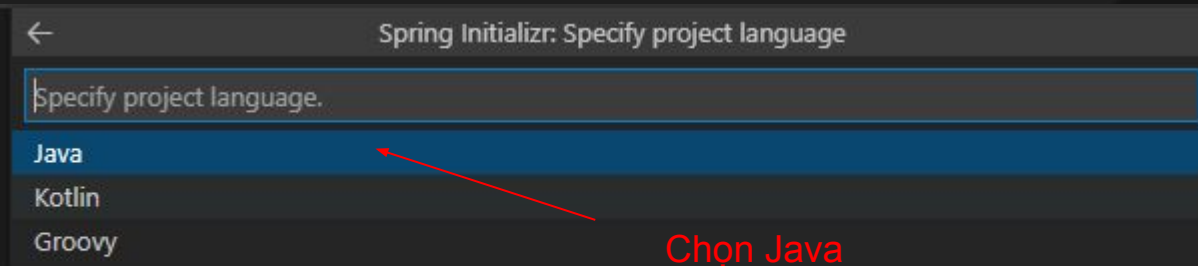 Spring Initializr: Specify project language
Specify project language.
Java
Kotlin
Groovy
Chọn Java